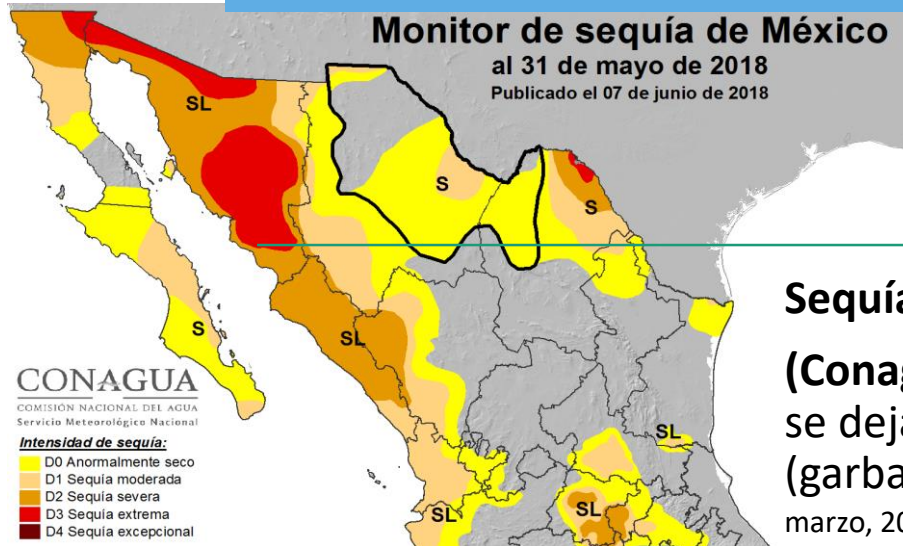 Monitor de sequía de México
al 31 de mayo de 2018
Publicado el 07 de junio de 2018
SL
S
S
SL
S
SL
SL
SL
CONAGUA
COMISIÓN NACIONAL DEL AGUA
Servicio Meteorológico Nacional
Intensidad de sequía:
D0 Anormalmente seco
D1 Sequía moderada
D2 Sequía severa
D3 Sequía extrema
D4 Sequía excepcional
Sequía
(Conag
se deja
(garba
marzo, 20